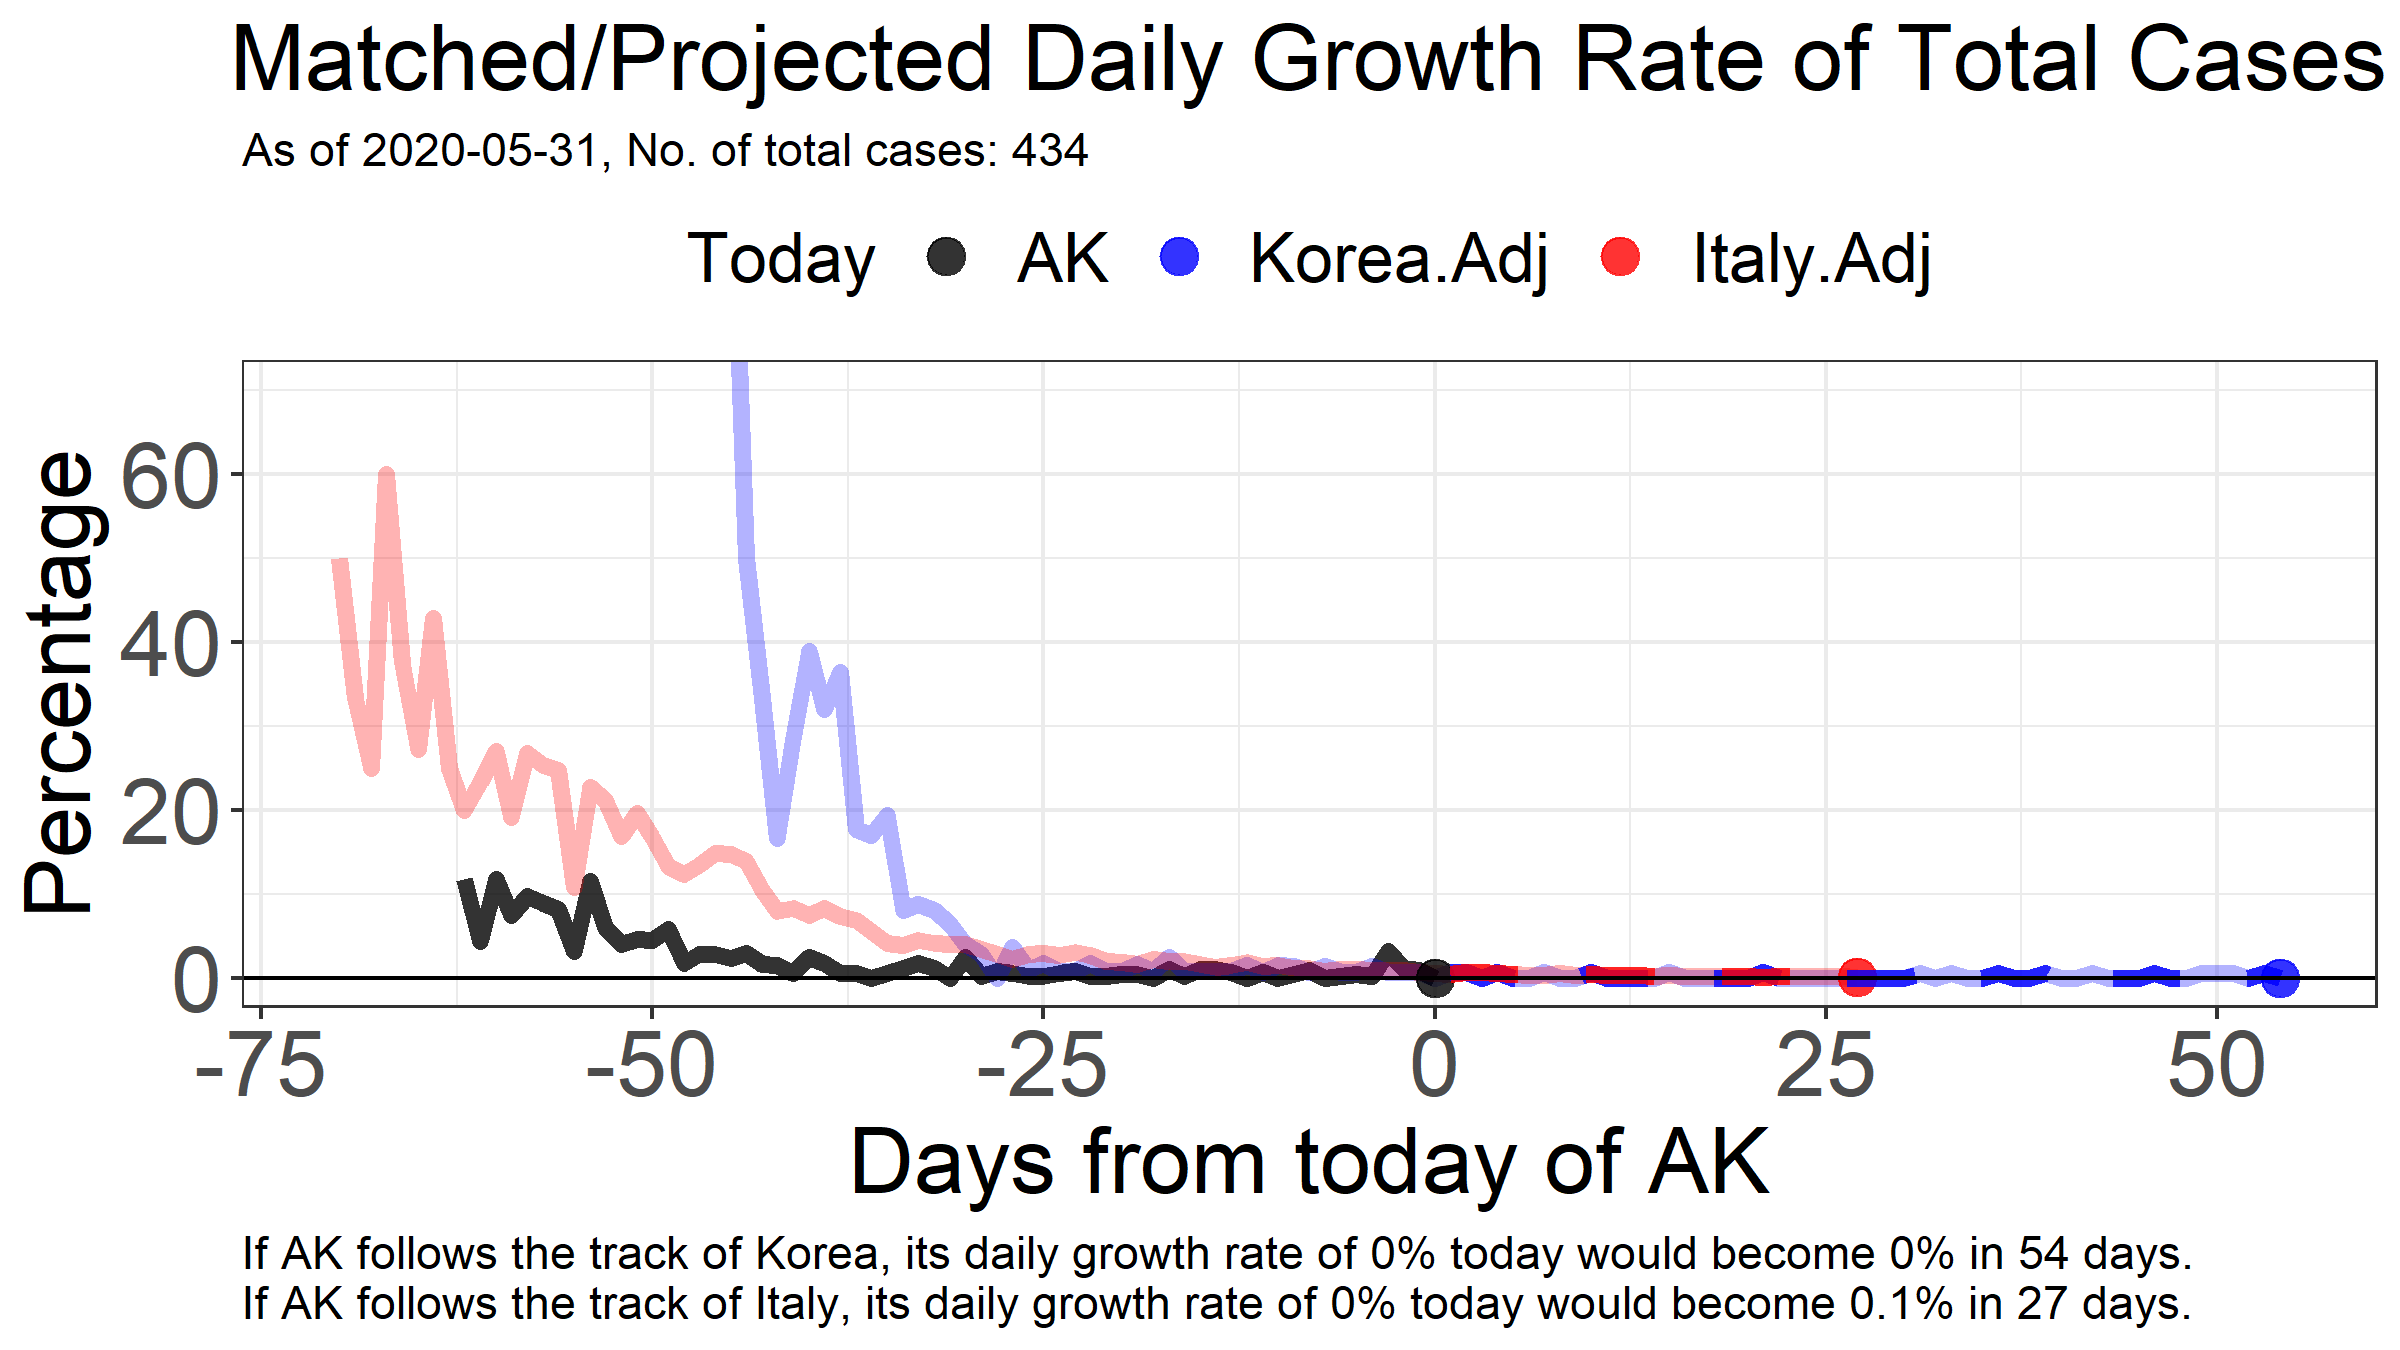 Matched/Projected Daily Growth Rate of Total Cases
As of 2020-05-31, No. of total cases: 434
Today AK Korea.Adj Italy.Adj
Percentage
60
40
20
0
-75 -50 -25 0 25 50
Days from today of AK
If AK follows the track of Korea, its daily growth rate of 0% today would become 0% in 54 days.
If AK follows the track of Italy, its daily growth rate of 0% today would become 0.1% in 27 days.